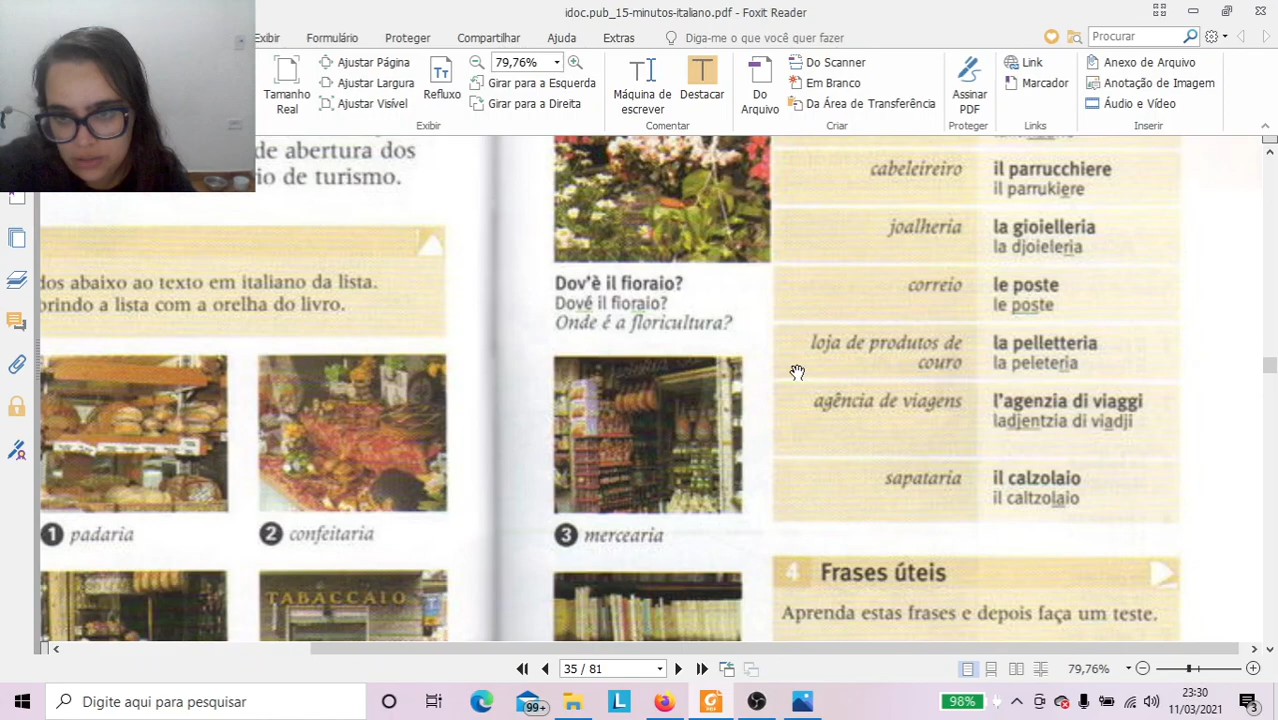 idoc.pub_15-minutos-italiano.pdf - Foxit Reader
Exibir
Formulário
Proteger
Compartilhar
Ajuda
Extras
Diga-me o que você quer fazer
Procurar
Tamanho
Real
Ajustar Página
Ajustar Largura
Ajustar Visível
Refluxo
79,76%
Girar para a Esquerda
Girar para a Direita
Exibir
Máquina de
escrever
Destacar
Comentar
Do
Arquivo
Do Scanner
Em Branco
Da Área de Transferência
Criar
Assinar
PDF
Proteger
Link
Marcador
Links
Anexo de Arquivo
Anotação de Imagem
Áudio e Vídeo
Inserir
de abertura dos
io de turismo.
dos abaixo ao texto em italiano da lista.
brindo a lista com a orelha do livro.
1 padaria
2 confeitaria
TABACCAIO
Dov'è il fioraio?
Dové il fioraio?
Onde é a floricultura?
3 mercearia
cabeleireiro il parrucchiere
il parrukiere
joalheria la gioielleria
la djoieleria
correio le poste
le poste
loja de produtos de la pelletteria
couro la peleteria
agência de viagens l'agenzia di viaggi
ladjentzia di viadji
sapataria il calzolaio
il caltzolaio
4 Frases úteis
Aprenda estas frases e depois faça um teste.
35 / 81
79,76%
Digite aqui para pesquisar
99+
L
98%
23:30
11/03/2021
3